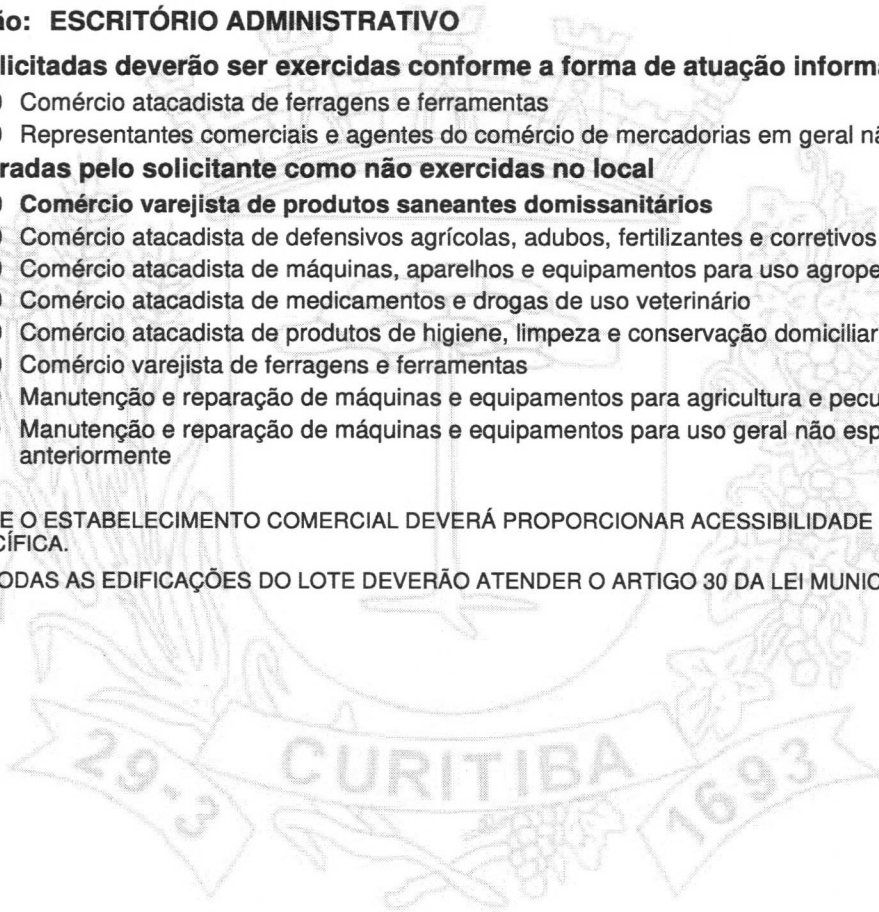 ão: ESCRITÓRIO ADMINISTRATIVO
licitadas deverão ser exercidas conforme a forma de atuação informa
Comércio atacadista de ferragens e ferramentas
Representantes comerciais e agentes do comércio de mercadorias em geral nã
radas pelo solicitante como não exercidas no local
Comércio varejista de produtos saneantes domissanitários
Comércio atacadista de defensivos agrícolas, adubos, fertilizantes e corretivos
Comércio atacadista de máquinas, aparelhos e equipamentos para uso agrope
Comércio atacadista de medicamentos e drogas de uso veterinário
Comércio atacadista de produtos de higiene, limpeza e conservação domiciliar
Comércio varejista de ferragens e ferramentas
Manutenção e reparação de máquinas e equipamentos para agricultura e pecu
Manutenção e reparação de máquinas e equipamentos para uso geral não esp
anteriormente
E O ESTABELECIMENTO COMERCIAL DEVERÁ PROPORCIONAR ACESSIBILIDADE
CÍFICA.
ODAS AS EDIFICAÇÕES DO LOTE DEVERÃO ATENDER O ARTIGO 30 DA LEI MUNIC
29-3 CURITIBA 1693